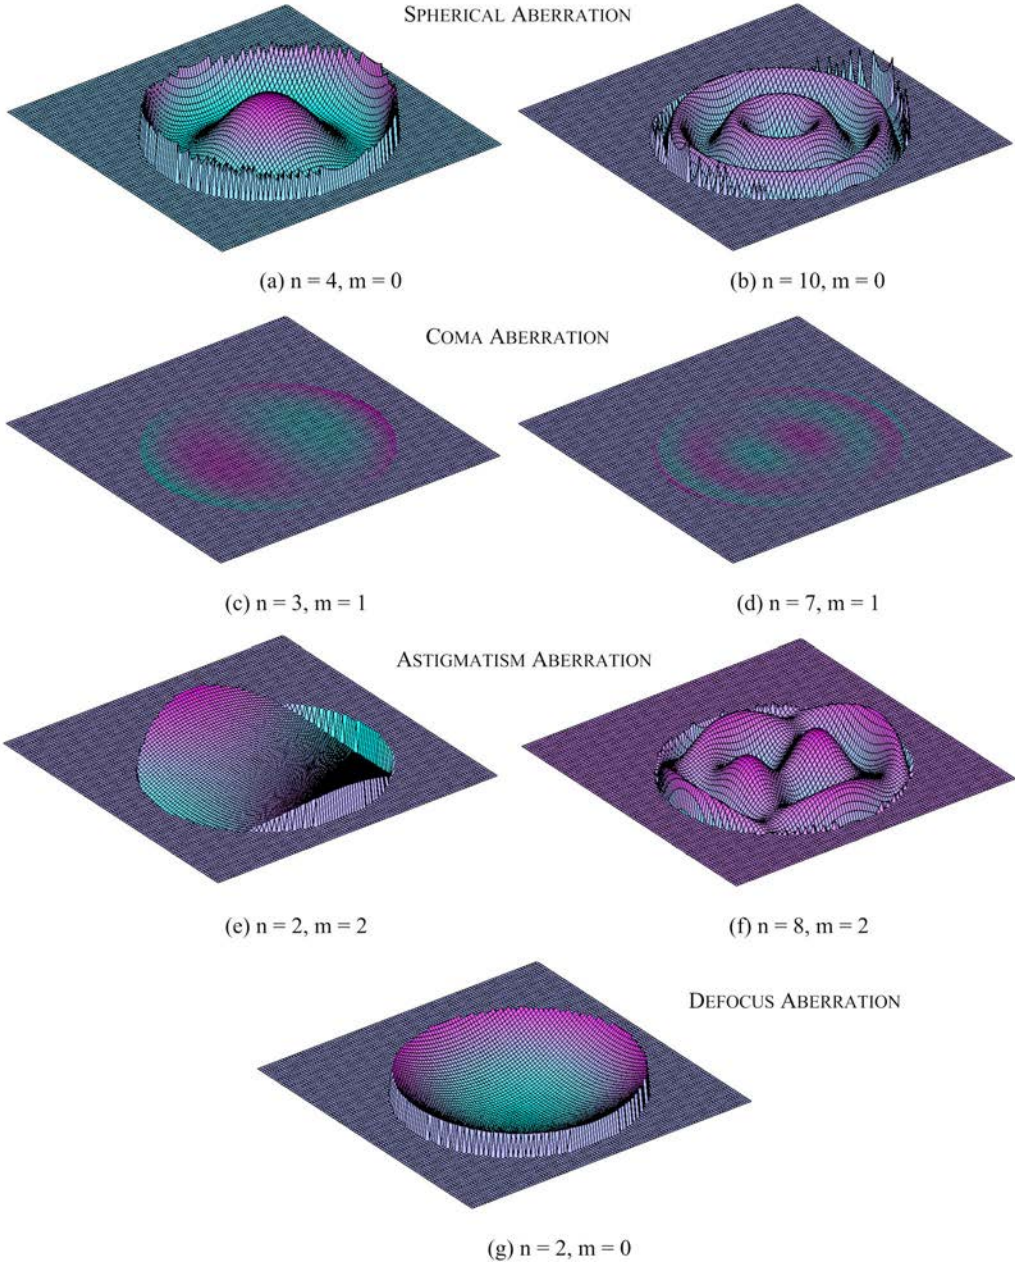 SPHERICAL ABERRATION
(a) n = 4, m = 0
(b) n = 10, m = 0
COMA ABERRATION
(c) n = 3, m = 1
(d) n = 7, m = 1
ASTIGMATISM ABERRATION
(e) n = 2, m = 2
(f) n = 8, m = 2
DEFOCUS ABERRATION
(g) n = 2, m = 0